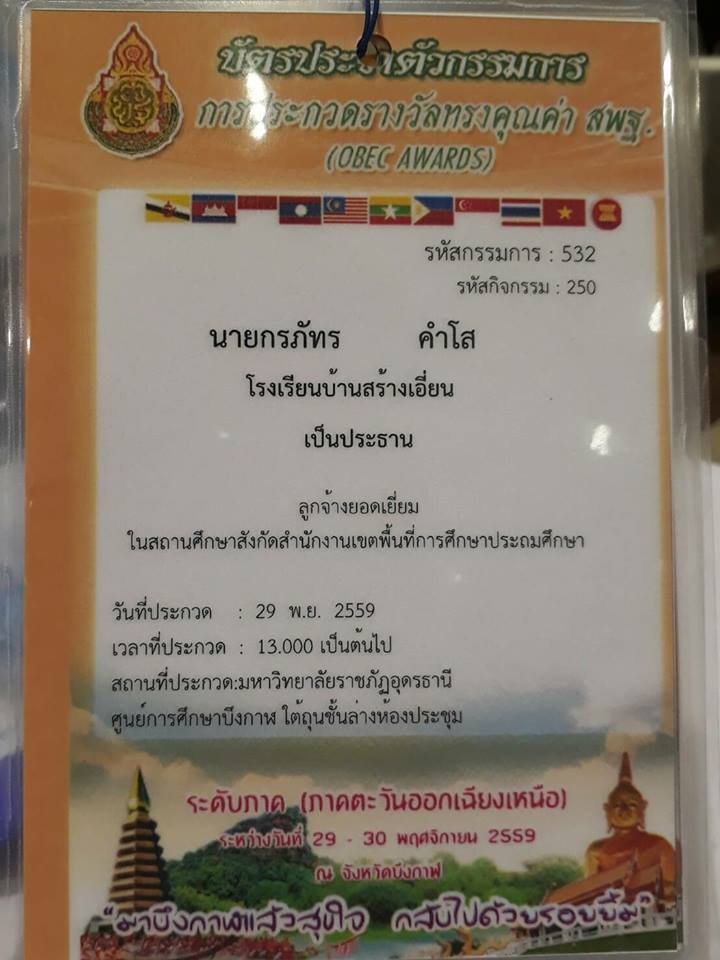 บัตรประจำตัวกรรมการ
การประกวดรางวัลทรงคุณค่า สพฐ.
(OBEC AWARDS)
รหัสกรรมการ : 532
รหัสกิจกรรม : 250
นายกรภัทร คำโส
โรงเรียนบ้านสร้างเอี่ยน
เป็นประธาน
ลูกจ้างยอดเยี่ยม
ในสถานศึกษาสังกัดสำนักงานเขตพื้นที่การศึกษาประถมศึกษา
วันที่ประกวด : 29 พ.ย. 2559
เวลาที่ประกวด : 13.000 เป็นต้นไป
สถานที่ประกวด:มหาวิทยาลัยราชภัฏอุดรธานี
ศูนย์การศึกษาบึงกาฬ ใต้ถุนชั้นล่างห้องประชุม
ระดับภาค (ภาคตะวันออกเฉียงเหนือ)
ระหว่างวันที่ 29 - 30 พฤศจิกายน 2559
ณ จังหวัดบึงกาฬ
"มาบึงกาฬแล้วสุขใจ กลับไปด้วยรอยยิ้ม"